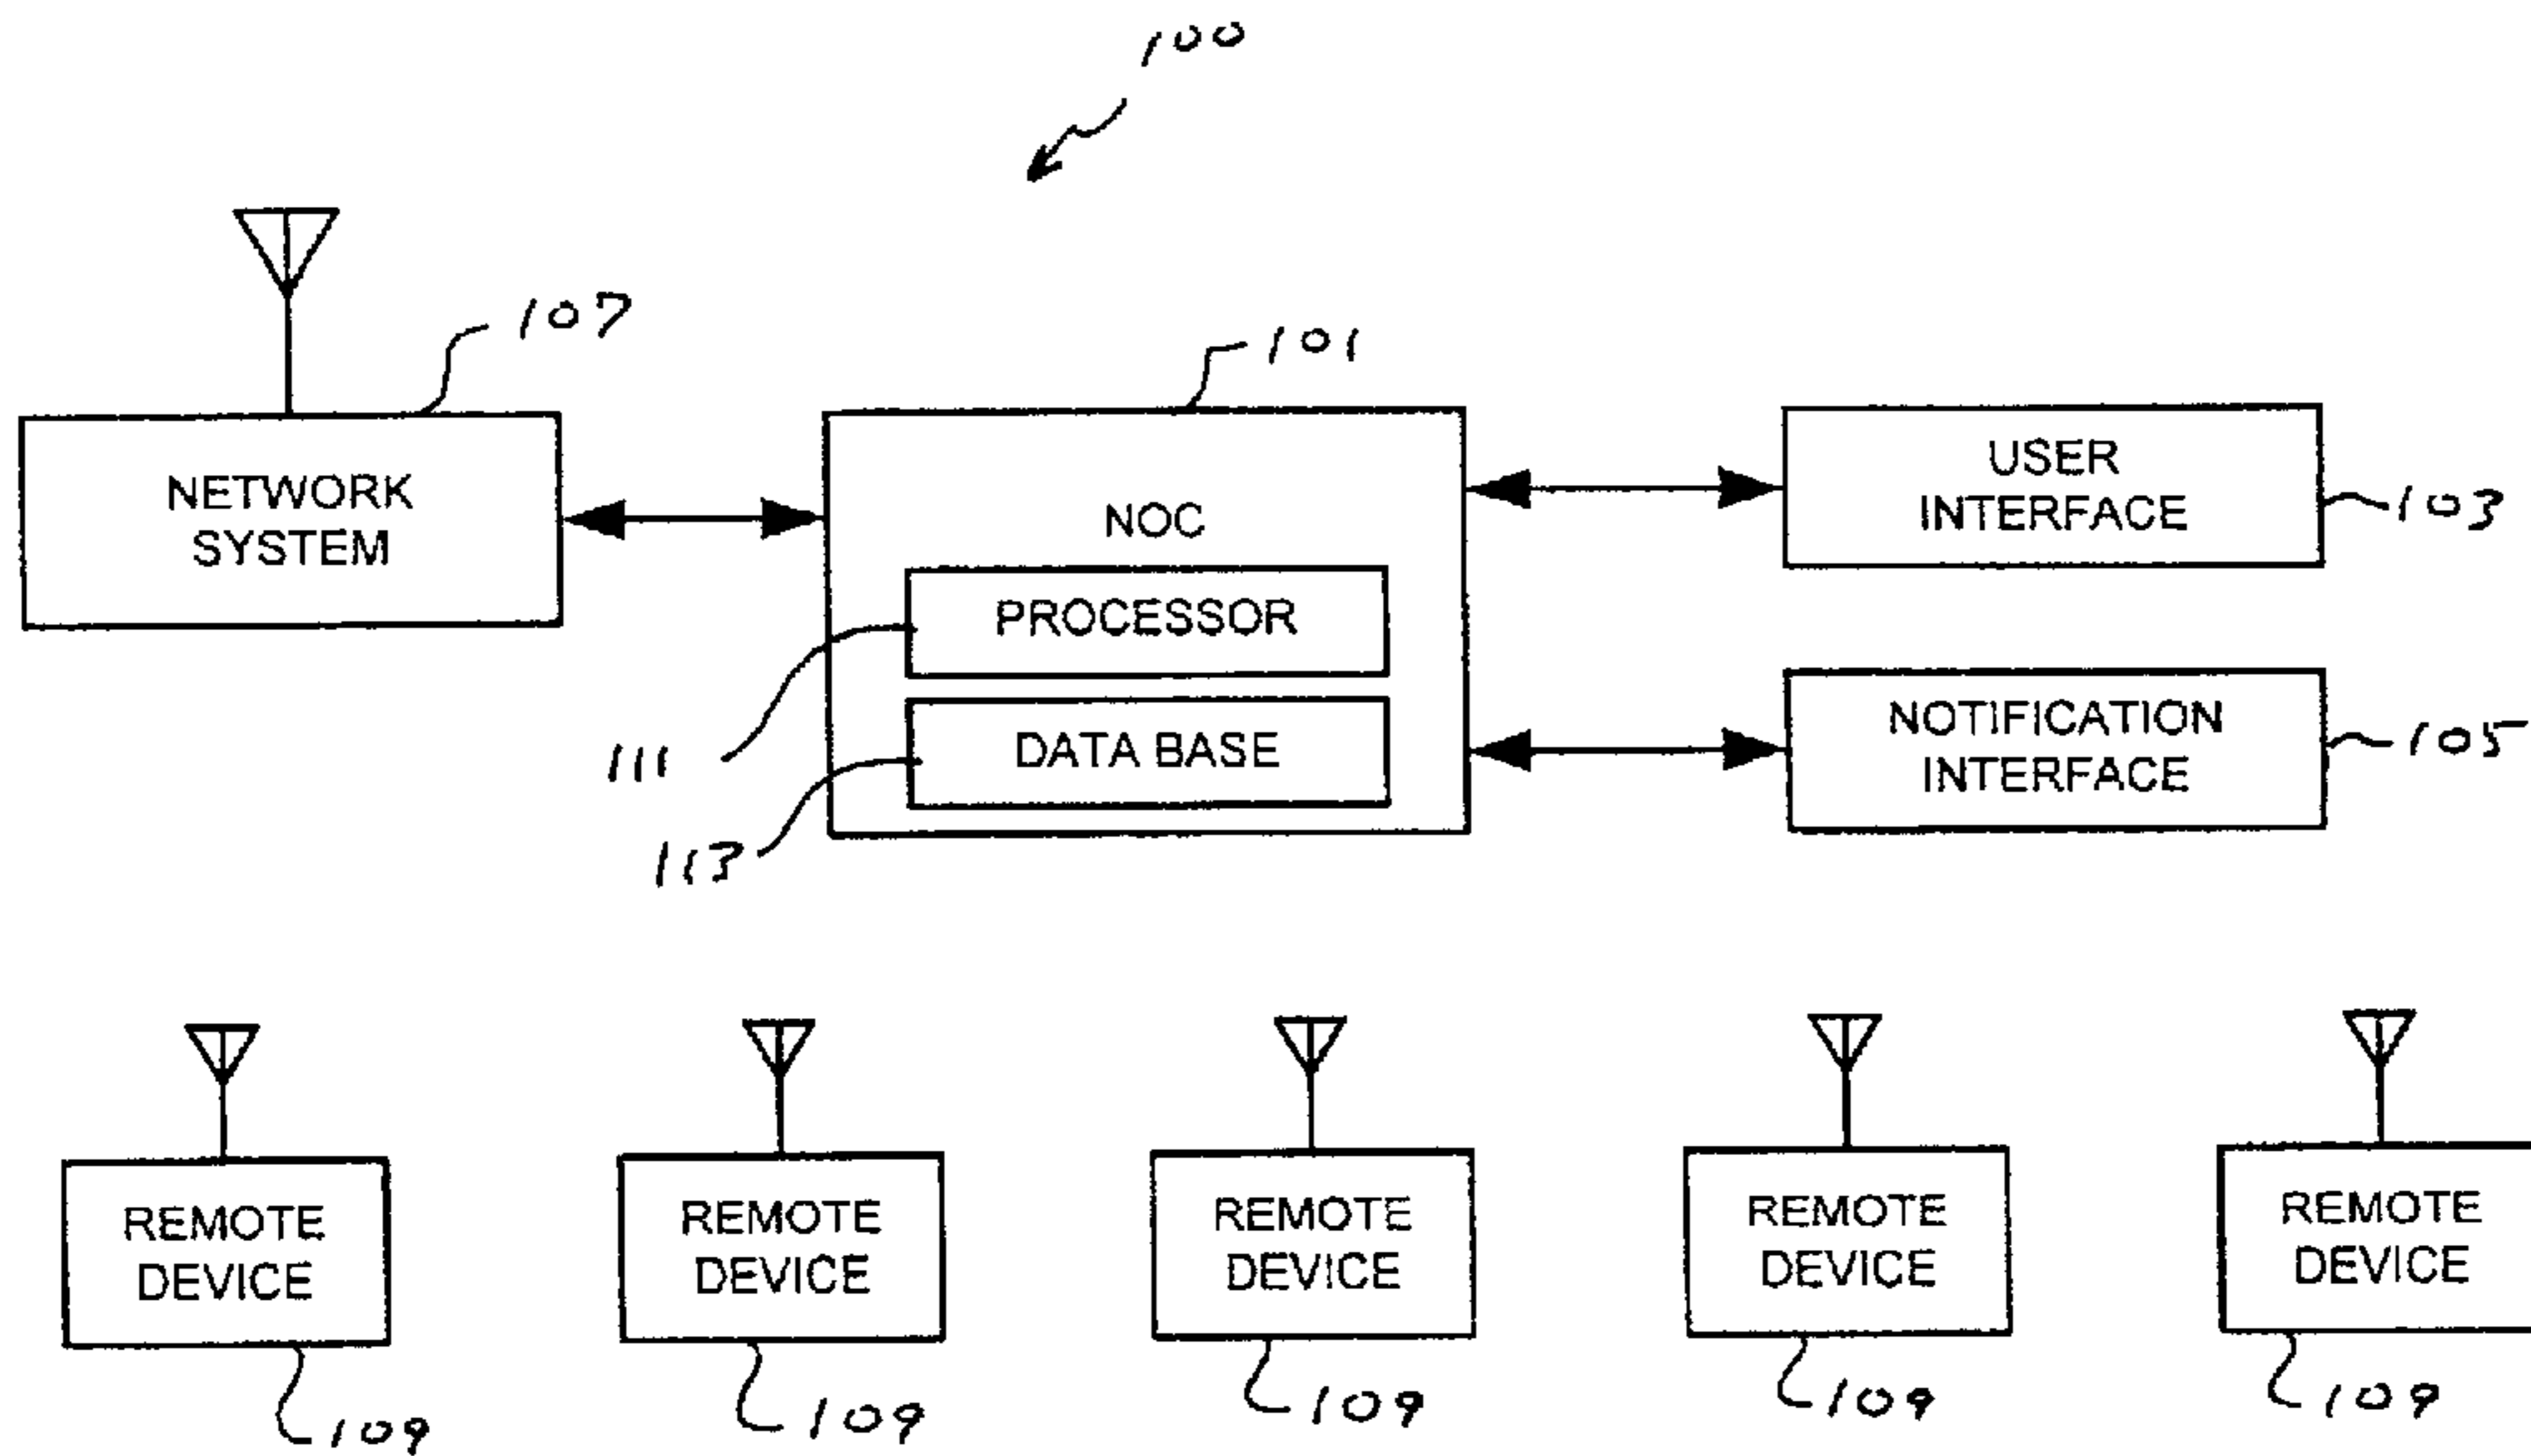 100
107
101
NETWORK
SYSTEM
NOC
USER
INTERFACE
103
PROCESSOR
111
DATA BASE
113
NOTIFICATION
INTERFACE
105
REMOTE
DEVICE
109
REMOTE
DEVICE
109
REMOTE
DEVICE
109
REMOTE
DEVICE
109
REMOTE
DEVICE
109